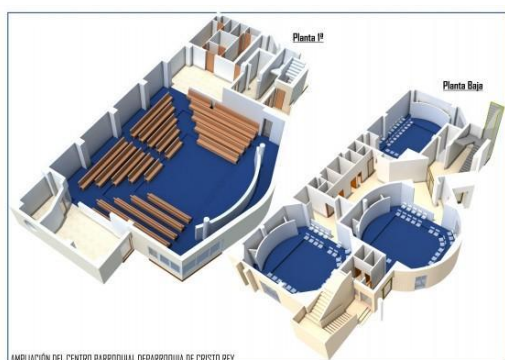 Planta 1ª
Planta Baja
AMPLIACIÓN DEL CENTRO PARROQUIAL DEPARROQUIA DE CRISTO REY